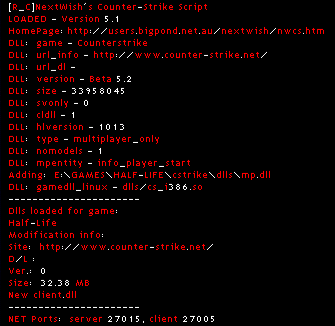 [R_C]NextWish's Counter-Strike Script
LOADED - Version 5.1
HomePage: http://users.bigpond.net.au/nextwish/nwcs.htm
DLL: game - Counterstrike
DLL: url_info - http://www.counter-strike.net/
DLL: url_dl -
DLL: version - Beta 5.2
DLL: size - 33958045
DLL: svonly - 0
DLL: cldll - 1
DLL: hlversion - 1013
DLL: type - multiplayer_only
DLL: nomodels - 1
DLL: mpentity - info_player_start
Adding: E:\GAMES\HALF-LIFE\cstrike\dlls\mp.dll
DLL: gamedll_linux - dlls/cs_i386.so
----------------------
Dlls loaded for game:
Half-Life
Modification info:
Site: http://www.counter-strike.net/
D/L :
Ver.: 0
Size: 32.38 MB
New client.dll
----------------------
NET Ports: server 27015, client 27005